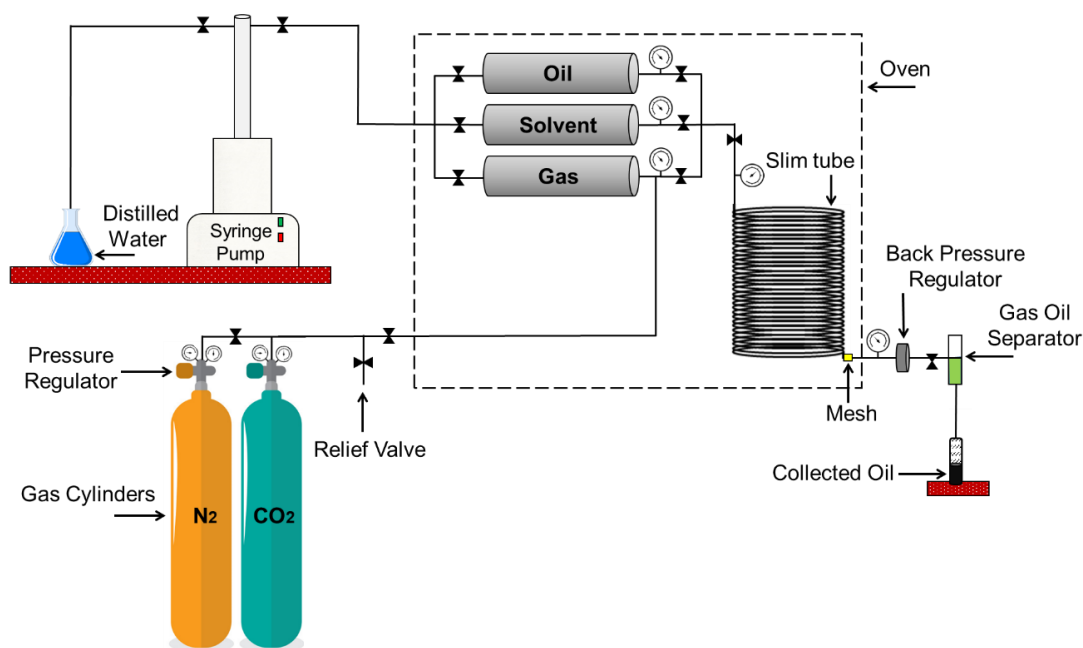 Oil
Oven
Solvent
Slim tube
Gas
Distilled
Water
Syringe
Pump
Back Pressure
Regulator
Gas Oil
Separator
Pressure
Regulator
Mesh
Relief Valve
Collected Oil
Gas Cylinders
N2
CO2